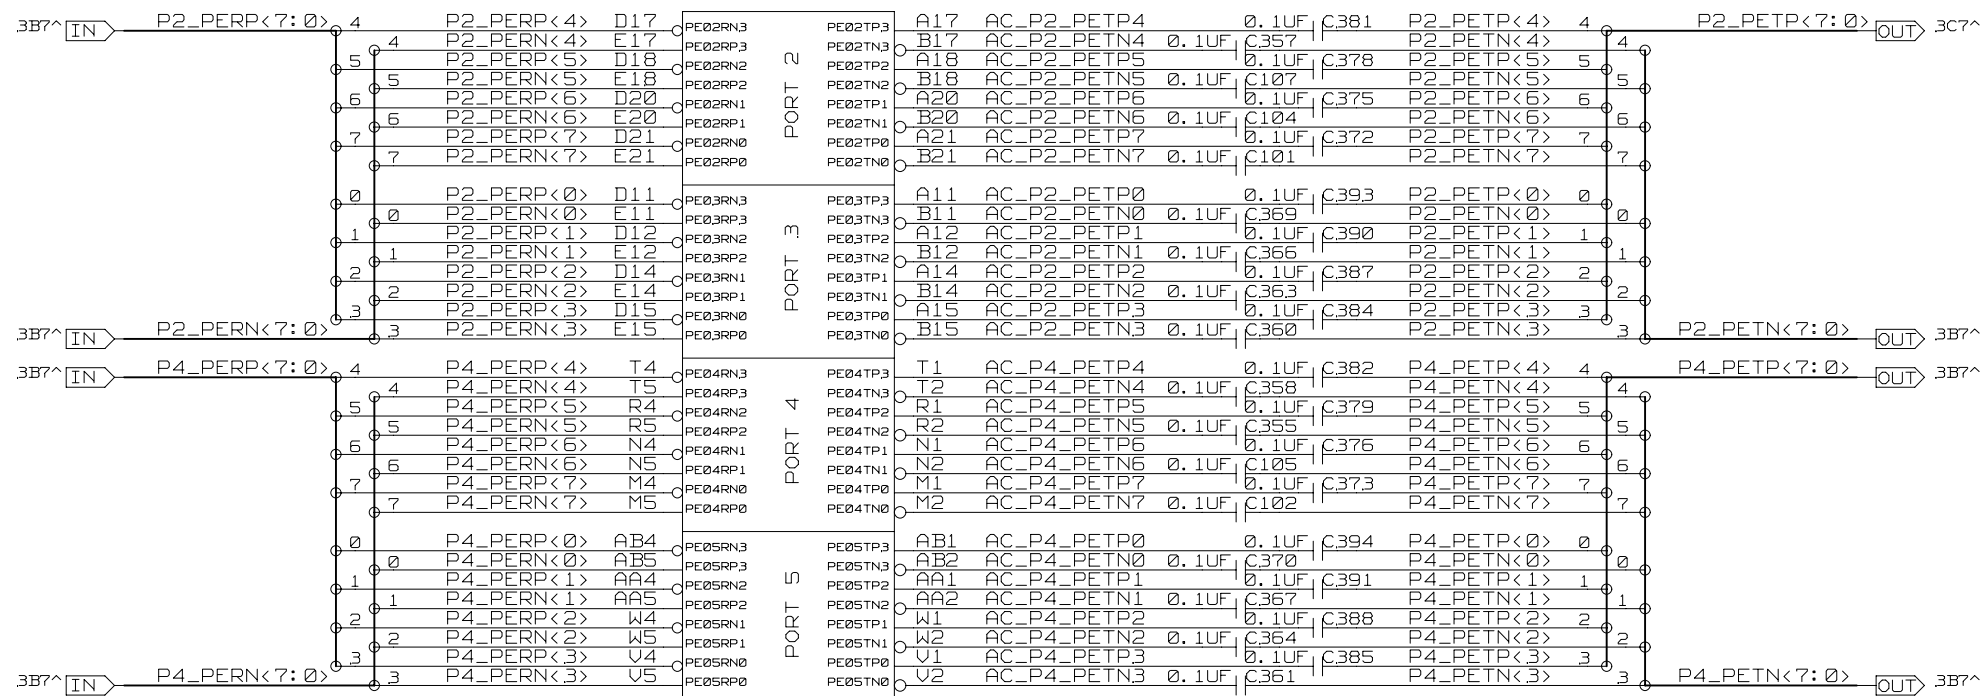 3B7^ IN P2_PERP<7:0> 4 P2_PERP<4> D17 PE02RN3 PE02TP3 A17 AC_P2_PETP4 0.1UF C381 P2_PETP<4> 4 P2_PETP<7:0> OUT 3C7^
4 P2_PERN<4> E17 PE02RP3 PE02TN3 B17 AC_P2_PETN4 0.1UF C357 P2_PETN<4> 4
5 P2_PERP<5> D18 PE02RN2 PE02TP2 A18 AC_P2_PETP5 0.1UF C378 P2_PETP<5> 5
5 P2_PERN<5> E18 PE02RP2 PE02TN2 B18 AC_P2_PETN5 0.1UF C107 P2_PETN<5> 5
6 P2_PERP<6> D20 PE02RN1 PE02TP1 A20 AC_P2_PETP6 0.1UF C375 P2_PETP<6> 6
6 P2_PERN<6> E20 PE02RP1 PE02TN1 B20 AC_P2_PETN6 0.1UF C104 P2_PETN<6> 6
7 P2_PERP<7> D21 PE02RN0 PE02TP0 A21 AC_P2_PETP7 0.1UF C372 P2_PETP<7> 7
7 P2_PERN<7> E21 PE02RP0 PE02TN0 B21 AC_P2_PETN7 0.1UF C101 P2_PETN<7> 7
PORT 2
0 P2_PERP<0> D11 PE03RN3 PE03TP3 A11 AC_P2_PETP0 0.1UF C393 P2_PETP<0> 0
0 P2_PERN<0> E11 PE03RP3 PE03TN3 B11 AC_P2_PETN0 0.1UF C369 P2_PETN<0> 0
1 P2_PERP<1> D12 PE03RN2 PE03TP2 A12 AC_P2_PETP1 0.1UF C390 P2_PETP<1> 1
1 P2_PERN<1> E12 PE03RP2 PE03TN2 B12 AC_P2_PETN1 0.1UF C366 P2_PETN<1> 1
2 P2_PERP<2> D14 PE03RN1 PE03TP1 A14 AC_P2_PETP2 0.1UF C387 P2_PETP<2> 2
2 P2_PERN<2> E14 PE03RP1 PE03TN1 B14 AC_P2_PETN2 0.1UF C363 P2_PETN<2> 2
3 P2_PERP<3> D15 PE03RN0 PE03TP0 A15 AC_P2_PETP3 0.1UF C384 P2_PETP<3> 3
3B7^ IN P2_PERN<7:0> 3 P2_PERN<3> E15 PE03RP0 PE03TN0 B15 AC_P2_PETN3 0.1UF C360 P2_PETN<3> 3 P2_PETN<7:0> OUT 3B7^
PORT 3
3B7^ IN P4_PERP<7:0> 4 P4_PERP<4> T4 PE04RN3 PE04TP3 T1 AC_P4_PETP4 0.1UF C382 P4_PETP<4> 4 P4_PETP<7:0> OUT 3B7^
4 P4_PERN<4> T5 PE04RP3 PE04TN3 T2 AC_P4_PETN4 0.1UF C358 P4_PETN<4> 4
5 P4_PERP<5> R4 PE04RN2 PE04TP2 R1 AC_P4_PETP5 0.1UF C379 P4_PETP<5> 5
5 P4_PERN<5> R5 PE04RP2 PE04TN2 R2 AC_P4_PETN5 0.1UF C355 P4_PETN<5> 5
6 P4_PERP<6> N4 PE04RN1 PE04TP1 N1 AC_P4_PETP6 0.1UF C376 P4_PETP<6> 6
6 P4_PERN<6> N5 PE04RP1 PE04TN1 N2 AC_P4_PETN6 0.1UF C105 P4_PETN<6> 6
7 P4_PERP<7> M4 PE04RN0 PE04TP0 M1 AC_P4_PETP7 0.1UF C373 P4_PETP<7> 7
7 P4_PERN<7> M5 PE04RP0 PE04TN0 M2 AC_P4_PETN7 0.1UF C102 P4_PETN<7> 7
PORT 4
0 P4_PERP<0> AB4 PE05RN3 PE05TP3 AB1 AC_P4_PETP0 0.1UF C394 P4_PETP<0> 0
0 P4_PERN<0> AB5 PE05RP3 PE05TN3 AB2 AC_P4_PETN0 0.1UF C370 P4_PETN<0> 0
1 P4_PERP<1> AA4 PE05RN2 PE05TP2 AA1 AC_P4_PETP1 0.1UF C391 P4_PETP<1> 1
1 P4_PERN<1> AA5 PE05RP2 PE05TN2 AA2 AC_P4_PETN1 0.1UF C367 P4_PETN<1> 1
2 P4_PERP<2> W4 PE05RN1 PE05TP1 W1 AC_P4_PETP2 0.1UF C388 P4_PETP<2> 2
2 P4_PERN<2> W5 PE05RP1 PE05TN1 W2 AC_P4_PETN2 0.1UF C364 P4_PETN<2> 2
3 P4_PERP<3> V4 PE05RN0 PE05TP0 V1 AC_P4_PETP3 0.1UF C385 P4_PETP<3> 3
3B7^ IN P4_PERN<7:0> 3 P4_PERN<3> V5 PE05RP0 PE05TN0 V2 AC_P4_PETN3 0.1UF C361 P4_PETN<3> 3 P4_PETN<7:0> OUT 3B7^
PORT 5